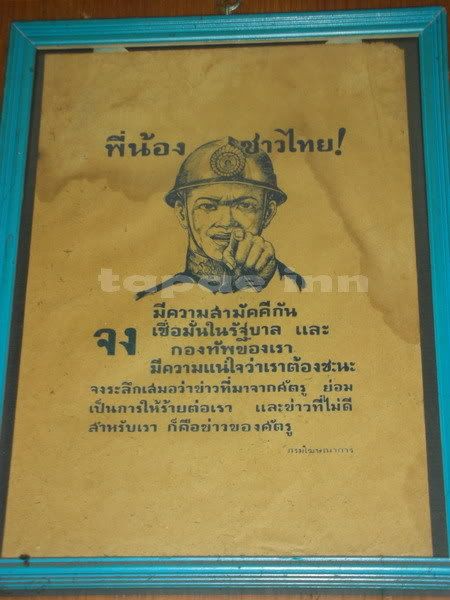 พี่น้อง ชาวไทย!
tapae inn
จง
มีความสามัคคีกัน
เชื่อมั่นในรัฐบาล และ
กองทัพของเรา
มีความแน่ใจว่าเราต้องชะนะ
จงระลึกเสมอว่าข่าวที่มาจากศัตรู ย่อม
เป็นการให้ร้ายต่อเรา และข่าวที่ไม่ดี
สำหรับเรา ก็คือข่าวของศัตรู
กรมโฆษณาการ